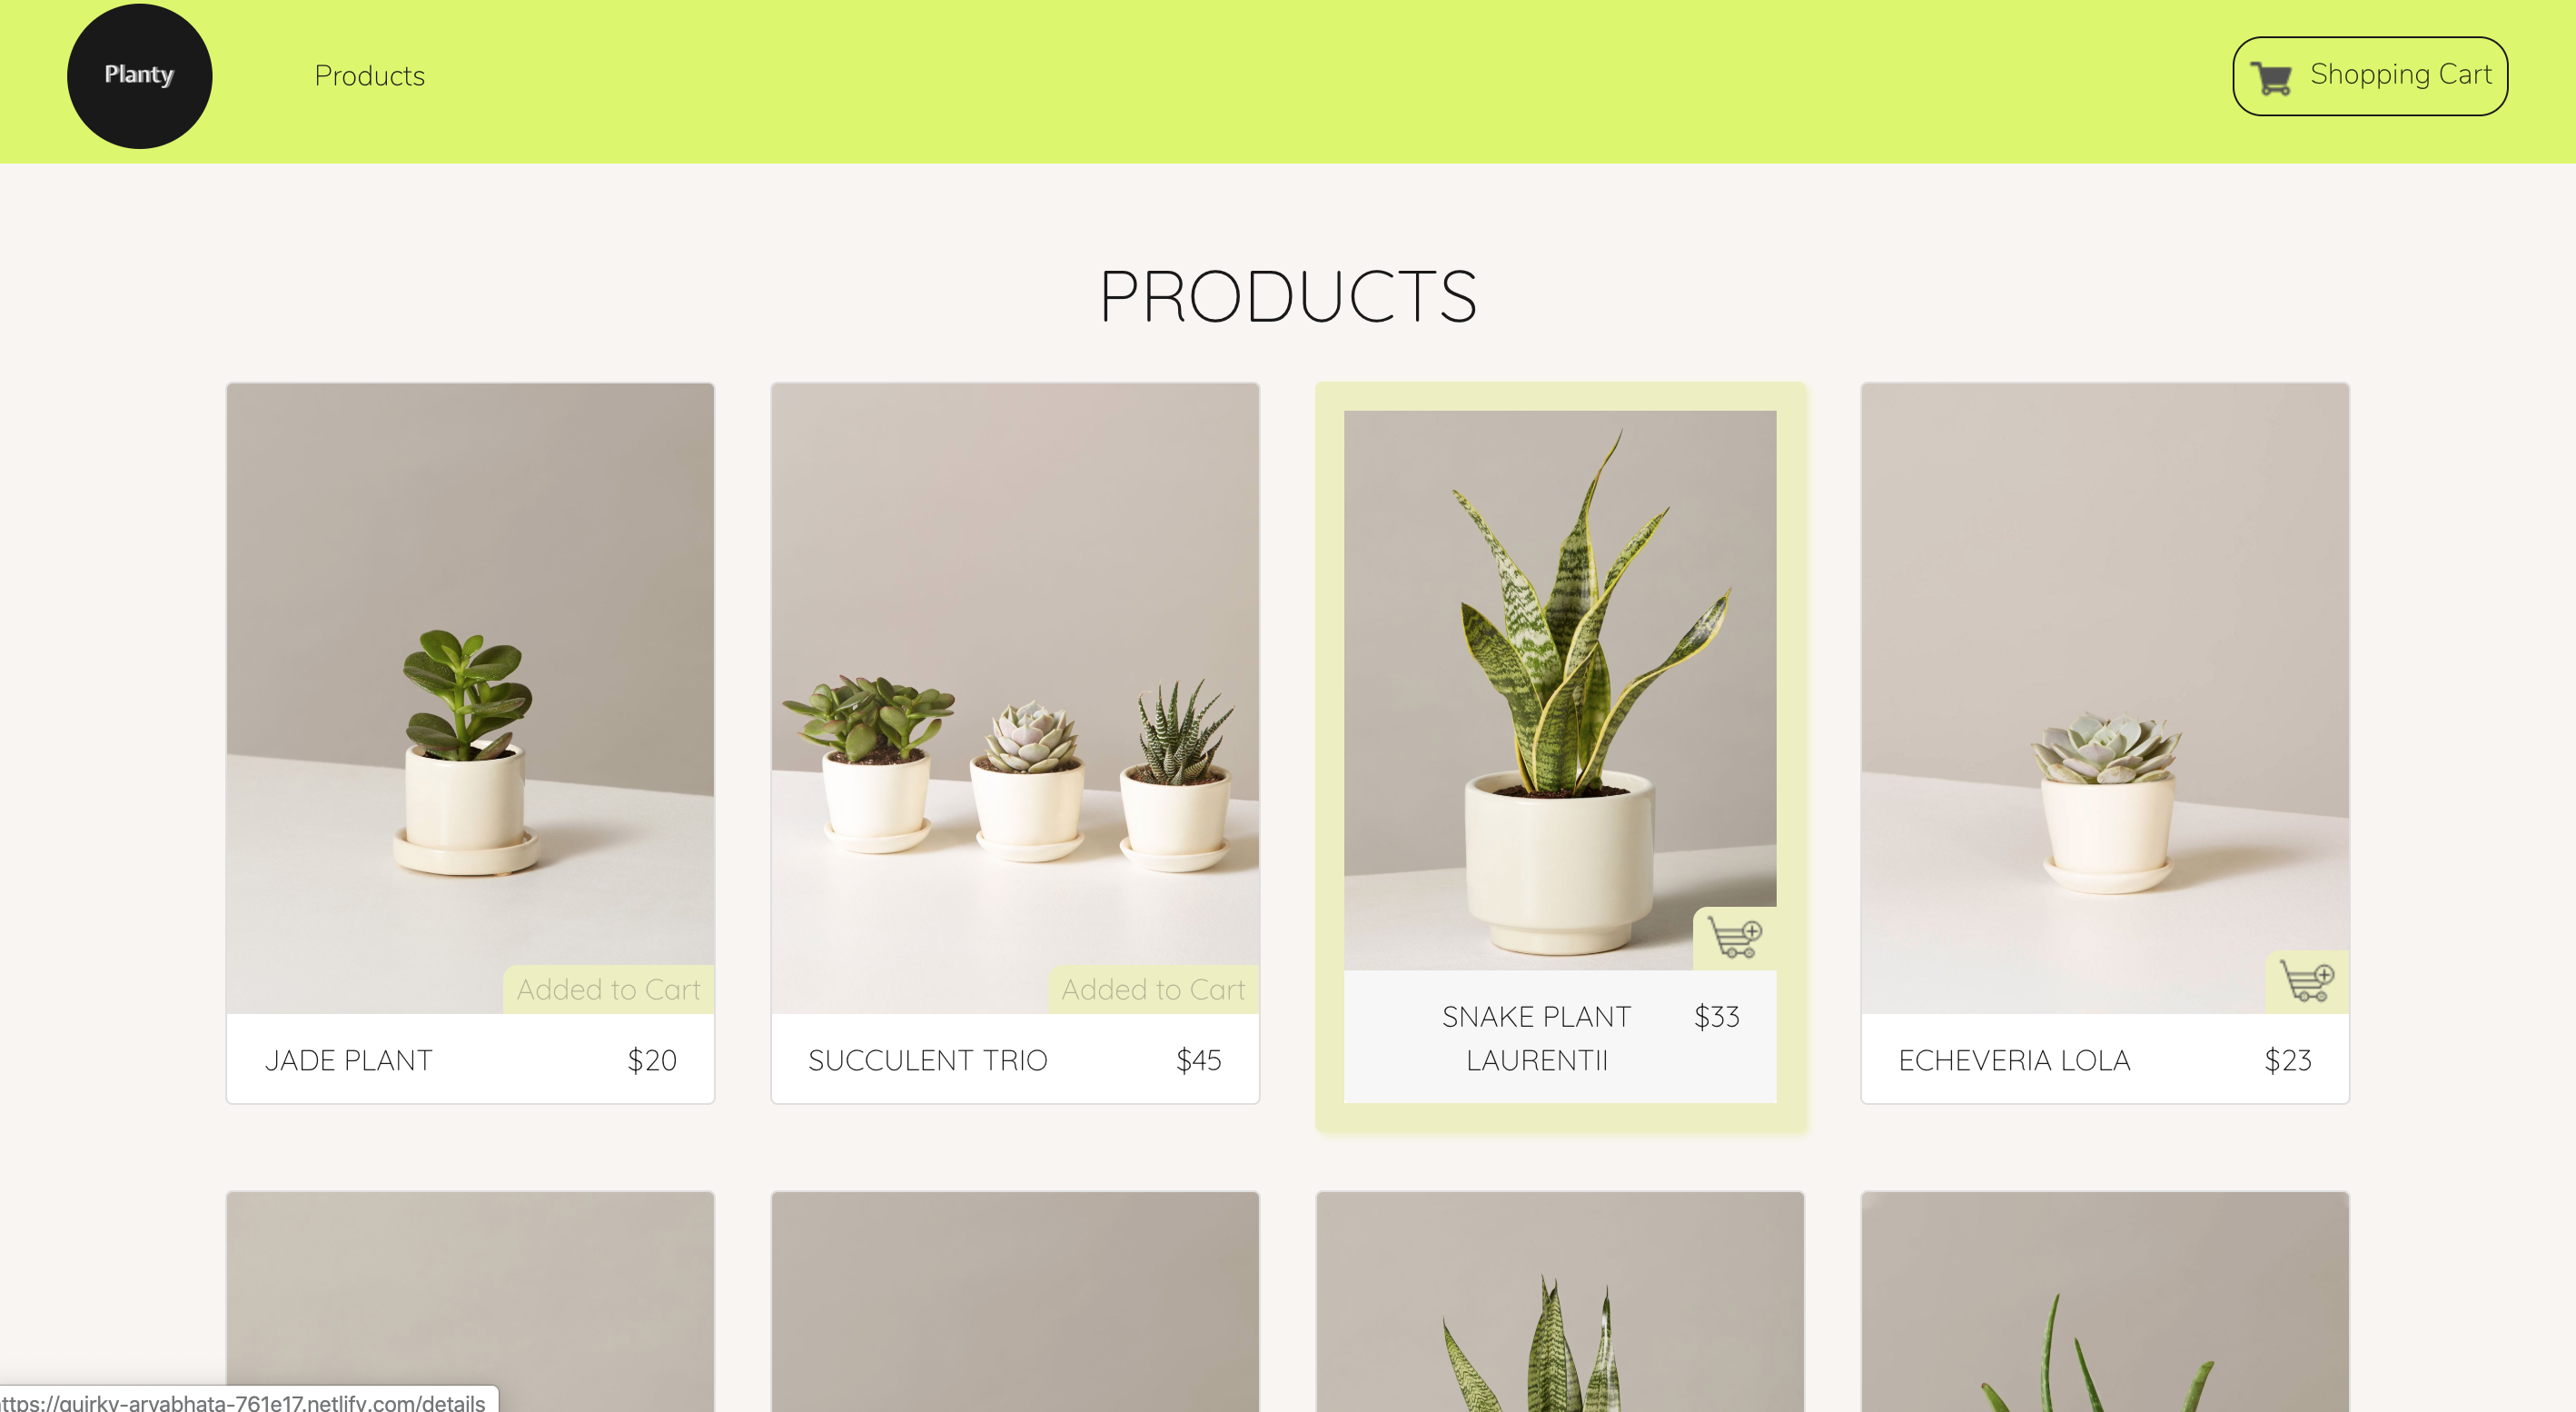 Planty
Products
Shopping Cart
PRODUCTS
Added to Cart
Added to Cart
JADE PLANT $20
SUCCULENT TRIO $45
SNAKE PLANT $33
LAURENTII
ECHEVERIA LOLA $23
ttps://quirky-aryabhata-761e17.netlify.com/details